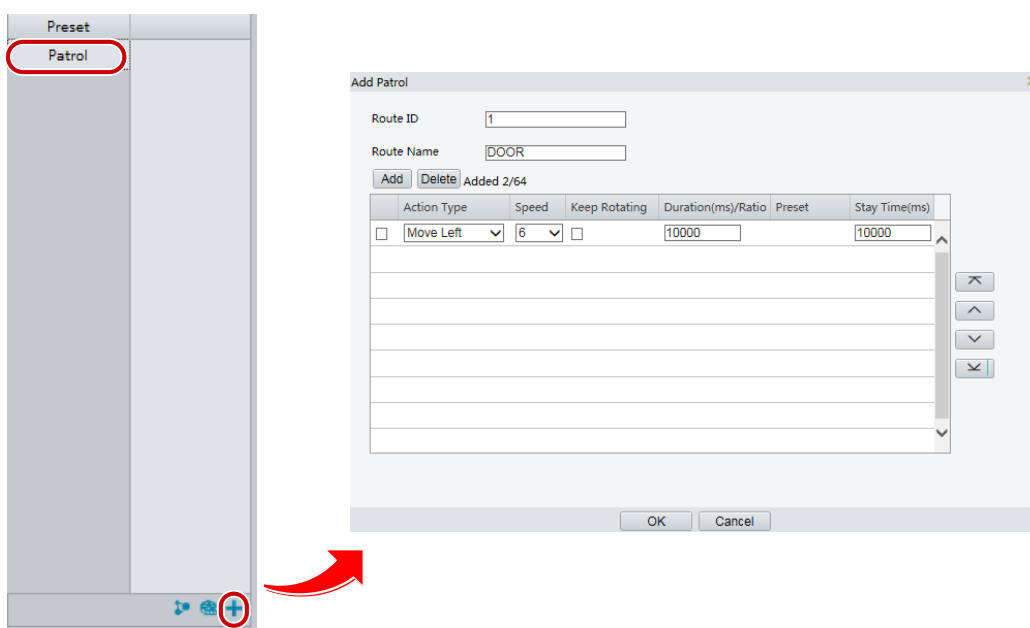 Preset
Patrol
Add Patrol
Route ID 1
Route Name DOOR
Add Delete Added 2/64
Action Type Speed Keep Rotating Duration(ms)/Ratio Preset Stay Time(ms)
Move Left 6 10000 10000
OK Cancel